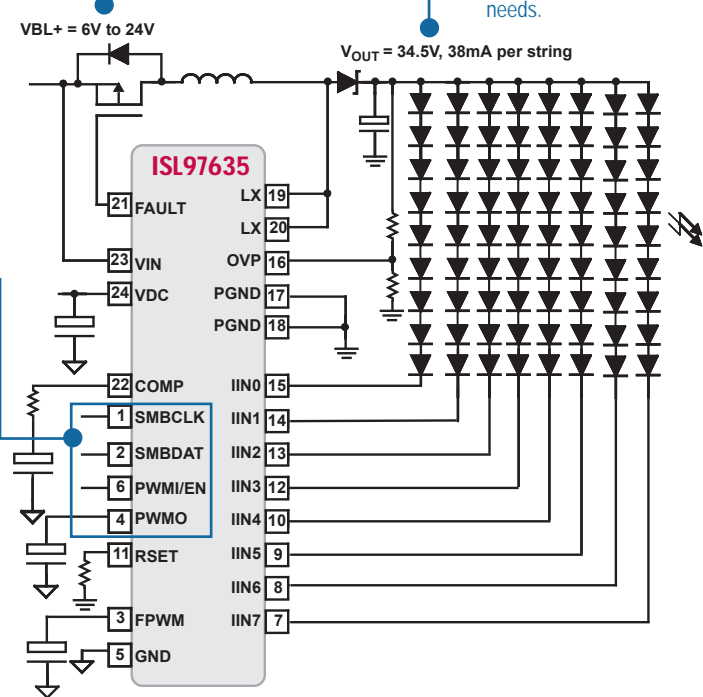 needs.
VBL+ = 6V to 24V
VOUT = 34.5V, 38mA per string
ISL97635
21 FAULT
LX 19
LX 20
23 VIN
OVP 16
24 VDC
PGND 17
PGND 18
22 COMP
IIN0 15
1 SMBCLK
IIN1 14
2 SMBDAT
IIN2 13
6 PWMI/EN
IIN3 12
4 PWMO
IIN4 10
11 RSET
IIN5 9
IIN6 8
3 FPWM
IIN7 7
5 GND